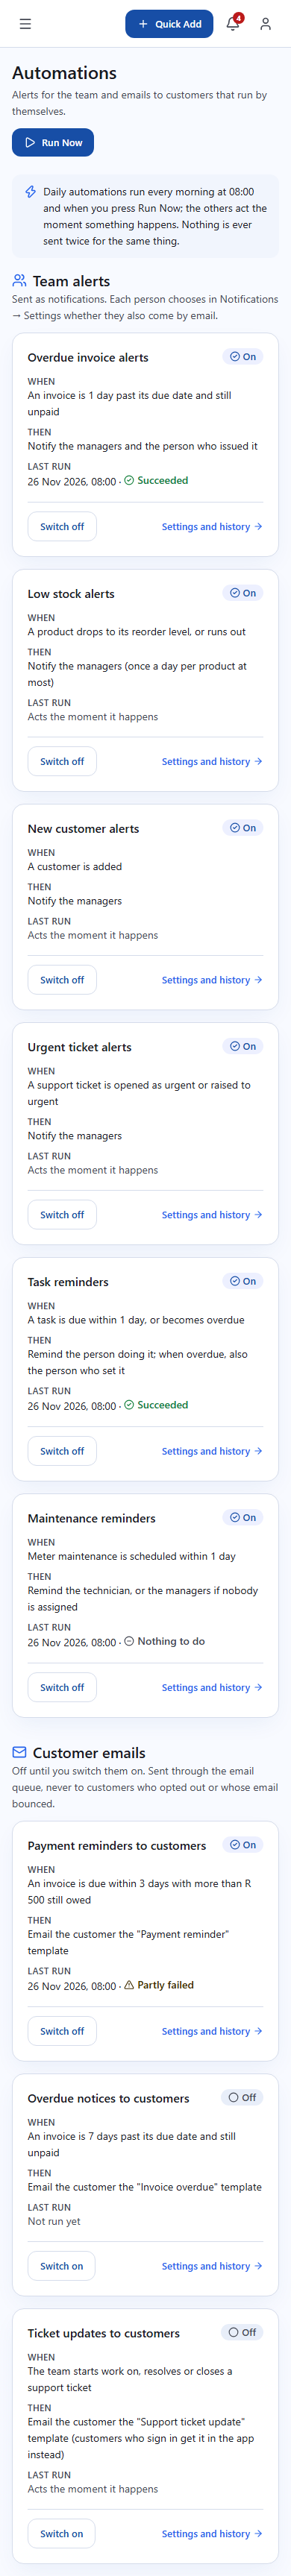 Quick Add
4
Automations
Alerts for the team and emails to customers that run by
themselves.
Run Now
Daily automations run every morning at 08:00
and when you press Run Now; the others act the
moment something happens. Nothing is ever
sent twice for the same thing.
Team alerts
Sent as notifications. Each person chooses in Notifications
→ Settings whether they also come by email.
Overdue invoice alerts
On
WHEN
An invoice is 1 day past its due date and still
unpaid
THEN
Notify the managers and the person who issued it
LAST RUN
26 Nov 2026, 08:00 · Succeeded
Switch off
Settings and history →
Low stock alerts
On
WHEN
A product drops to its reorder level, or runs out
THEN
Notify the managers (once a day per product at
most)
LAST RUN
Acts the moment it happens
Switch off
Settings and history →
New customer alerts
On
WHEN
A customer is added
THEN
Notify the managers
LAST RUN
Acts the moment it happens
Switch off
Settings and history →
Urgent ticket alerts
On
WHEN
A support ticket is opened as urgent or raised to
urgent
THEN
Notify the managers
LAST RUN
Acts the moment it happens
Switch off
Settings and history →
Task reminders
On
WHEN
A task is due within 1 day, or becomes overdue
THEN
Remind the person doing it; when overdue, also
the person who set it
LAST RUN
26 Nov 2026, 08:00 · Succeeded
Switch off
Settings and history →
Maintenance reminders
On
WHEN
Meter maintenance is scheduled within 1 day
THEN
Remind the technician, or the managers if nobody
is assigned
LAST RUN
26 Nov 2026, 08:00 · Nothing to do
Switch off
Settings and history →
Customer emails
Off until you switch them on. Sent through the email
queue, never to customers who opted out or whose email
bounced.
Payment reminders to customers
On
WHEN
An invoice is due within 3 days with more than R
500 still owed
THEN
Email the customer the "Payment reminder"
template
LAST RUN
26 Nov 2026, 08:00 · Partly failed
Switch off
Settings and history →
Overdue notices to customers
Off
WHEN
An invoice is 7 days past its due date and still
unpaid
THEN
Email the customer the "Invoice overdue" template
LAST RUN
Not run yet
Switch on
Settings and history →
Ticket updates to customers
Off
WHEN
The team starts work on, resolves or closes a
support ticket
THEN
Email the customer the "Support ticket update"
template (customers who sign in get it in the app
instead)
LAST RUN
Acts the moment it happens
Switch on
Settings and history →